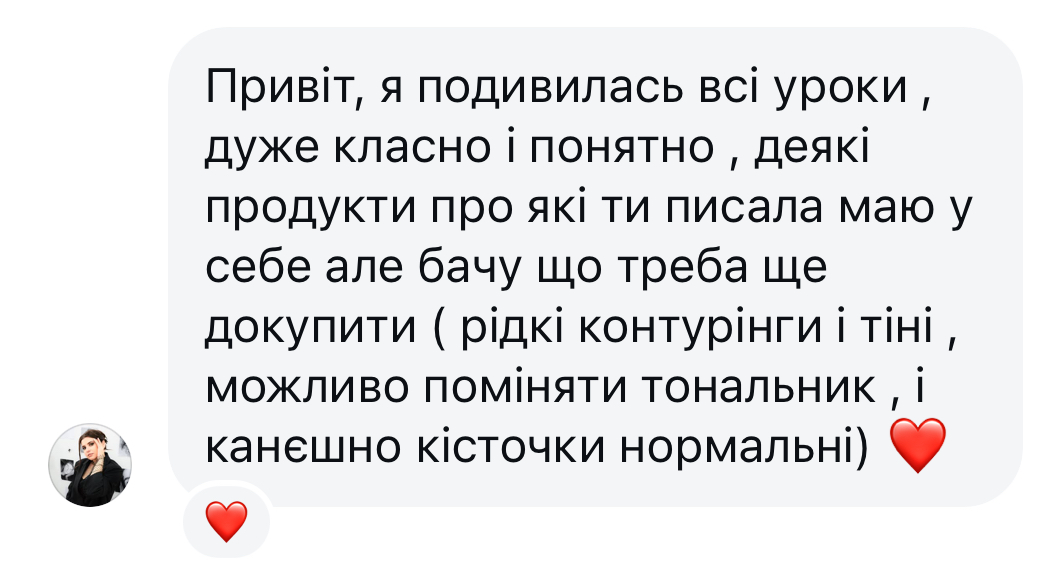 Привіт, я подивилась всі уроки ,
дуже класно і понятно , деякі
продукти про які ти писала маю у
себе але бачу що треба ще
докупити ( рідкі контурінги і тіні ,
можливо поміняти тональник , і
канєшно кісточки нормальні) ❤️
❤️